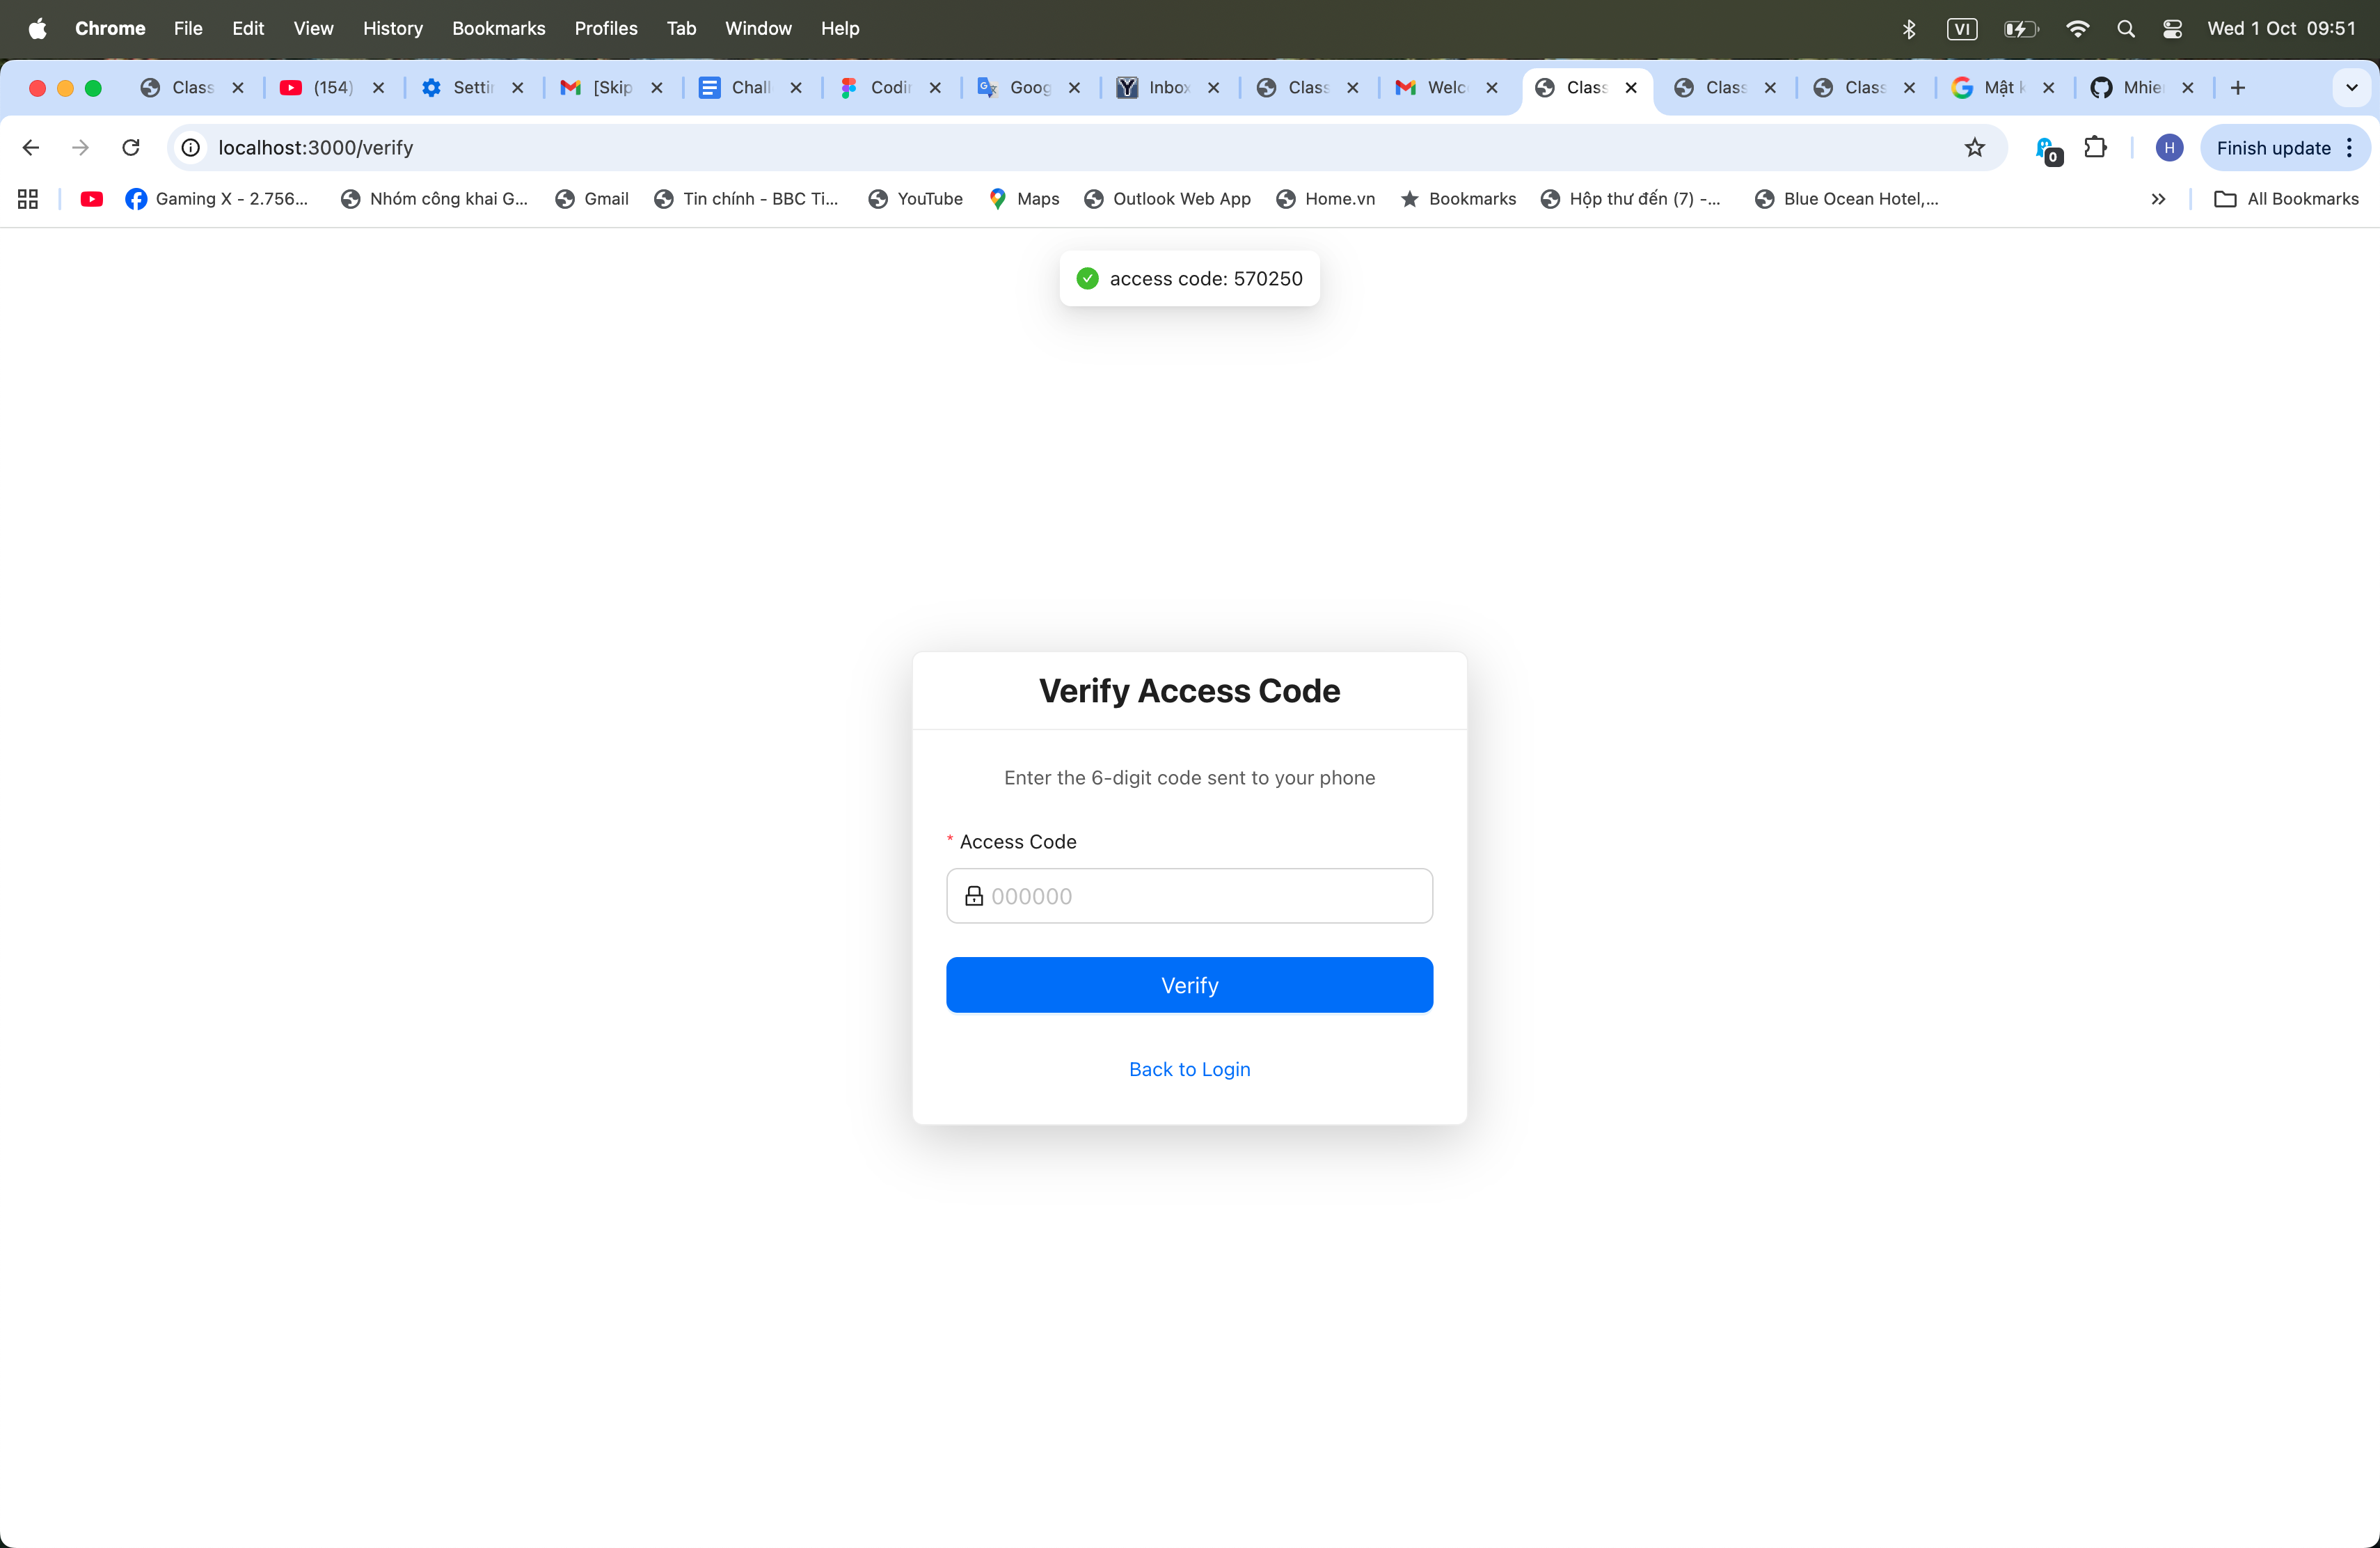 Chrome File Edit View History Bookmarks Profiles Tab Window Help VI Wed 1 Oct 09:51
Class (154) Settin [Skip Chall Codin Goog Inbox Class Welc Class Class Class Mật k Mhie
localhost:3000/verify 0 H Finish update
Gaming X - 2.756... Nhóm công khai G... Gmail Tin chính - BBC Ti... YouTube Maps Outlook Web App Home.vn Bookmarks Hộp thư đến (7) -... Blue Ocean Hotel,... All Bookmarks
access code: 570250
Verify Access Code
Enter the 6-digit code sent to your phone
* Access Code
000000
Verify
Back to Login